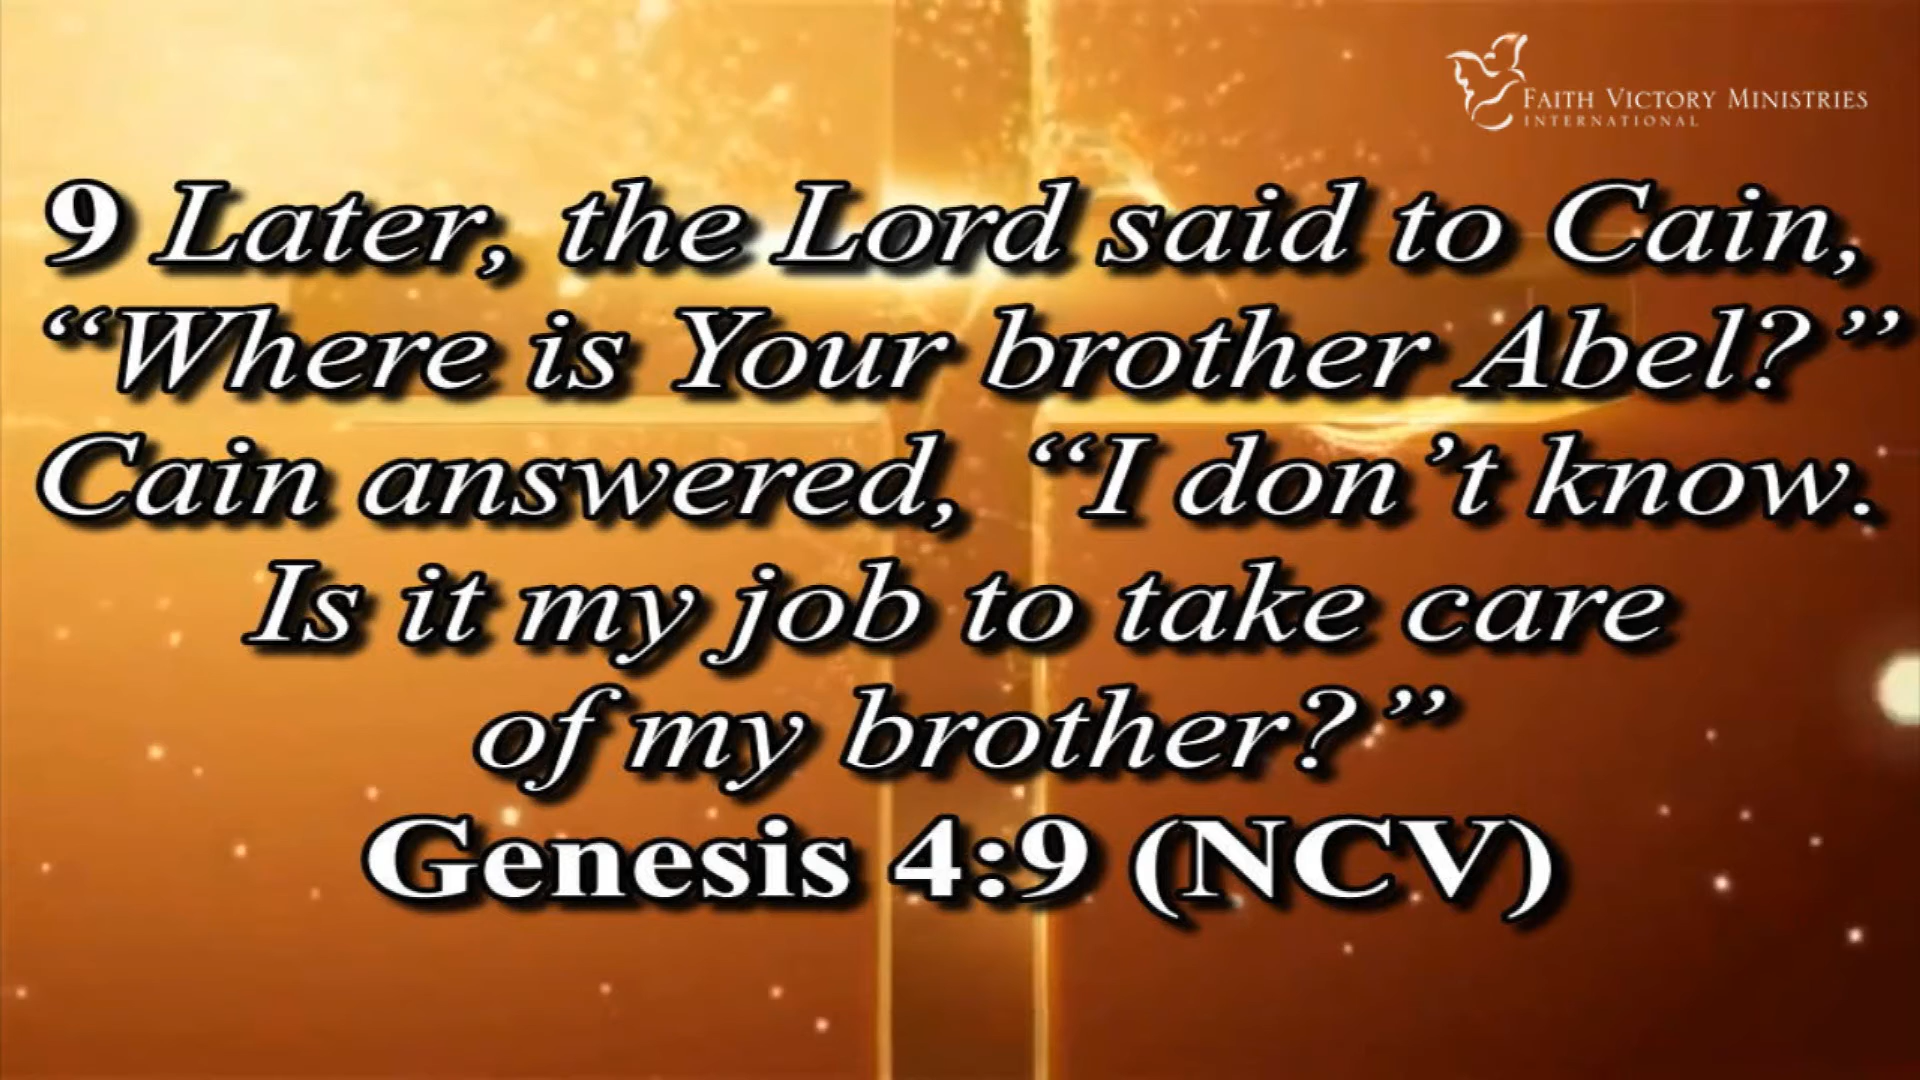 FAITH VICTORY MINISTRIES
INTERNATIONAL
9 Later, the Lord said to Cain,
“Where is Your brother Abel?”
Cain answered, “I don’t know.
Is it my job to take care
of my brother?”
Genesis 4:9 (NCV)